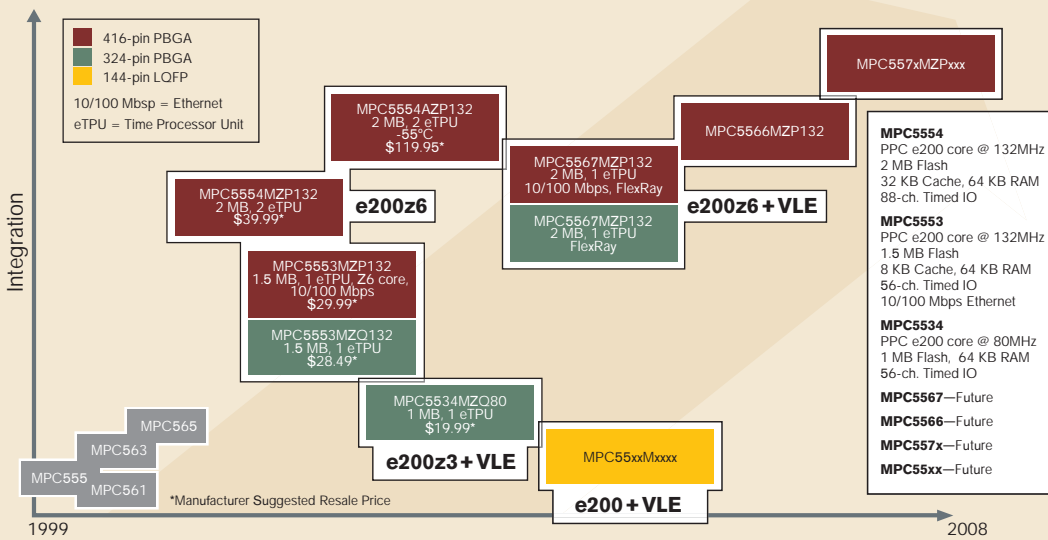 416-pin PBGA
324-pin PBGA
144-pin LQFP
10/100 Mbsp = Ethernet
eTPU = Time Processor Unit
Integration
MPC5554AZP132
2 MB, 2 eTPU
-55°C
$119.95*
MPC5554MZP132
2 MB, 2 eTPU
$39.99*
e200z6
MPC5553MZP132
1.5 MB, 1 eTPU, Z6 core,
10/100 Mbps
$29.99*
MPC5553MZQ132
1.5 MB, 1 eTPU
$28.49*
MPC5534MZQ80
1 MB, 1 eTPU
$19.99*
e200z3+VLE
MPC5567MZP132
2 MB, 1 eTPU
10/100 Mbps, FlexRay
MPC5567MZP132
2 MB, 1 eTPU
FlexRay
e200z6+VLE
MPC5566MZP132
MPC557xMZPxxx
MPC55xxMxxxx
e200+VLE
MPC565
MPC563
MPC555
MPC561
*Manufacturer Suggested Resale Price
1999
2008
MPC5554
PPC e200 core @ 132MHz
2 MB Flash
32 KB Cache, 64 KB RAM
88-ch. Timed IO
MPC5553
PPC e200 core @ 132MHz
1.5 MB Flash
8 KB Cache, 64 KB RAM
56-ch. Timed IO
10/100 Mbps Ethernet
MPC5534
PPC e200 core @ 80MHz
1 MB Flash, 64 KB RAM
56-ch. Timed IO
MPC5567—Future
MPC5566—Future
MPC557x—Future
MPC55xx—Future